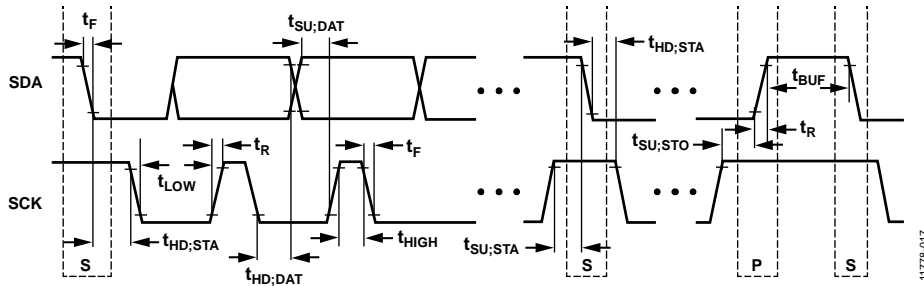 tF
tSU;DAT
tHD;STA
tBUF
SDA
tR
tF
tR
tSU;STO
tLOW
SCK
tHD;STA
tHD;DAT
tHIGH
tSU;STA
S
S
P
S
11778-017